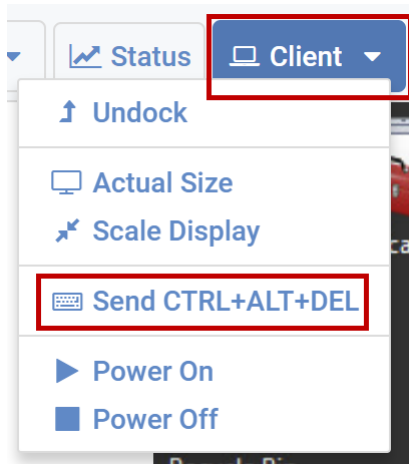 Status
Client
Undock
Actual Size
Scale Display
Send CTRL+ALT+DEL
Power On
Power Off